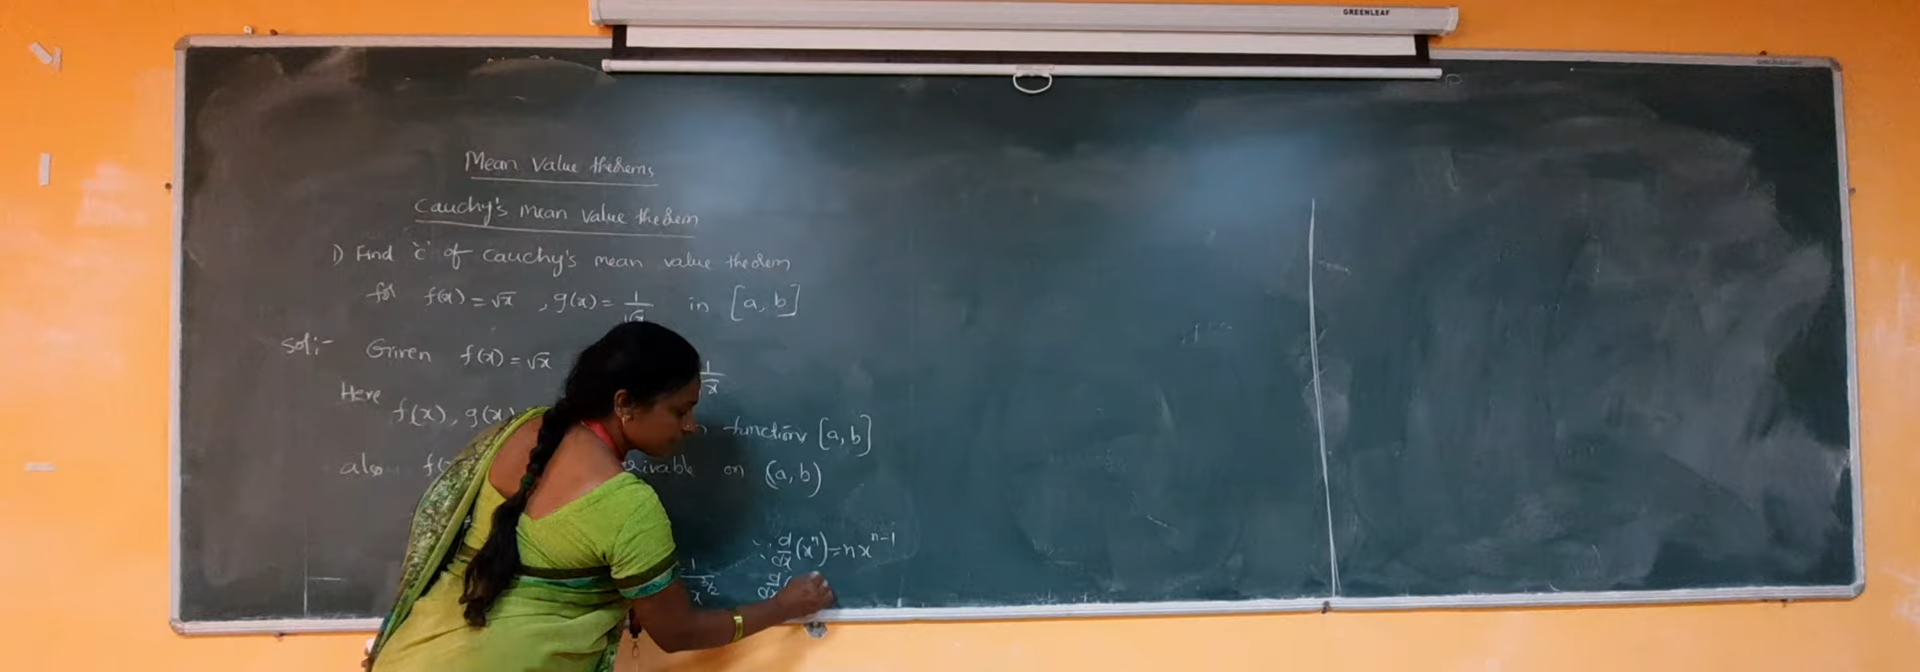 GREENLEAF
Mean Value theorems
Cauchy's mean value theorem
1) Find 'c' of Cauchy's mean value theorem
for f(x) = √x , g(x) = 1/√x in [a, b]
Sol:- Given f(x) = √x 1/√x
Here
f(x), g(x) function [a, b]
also on (a, b)
∵ d/dx (xⁿ) = n xⁿ⁻¹
-1/x^(3/2) d/dx (